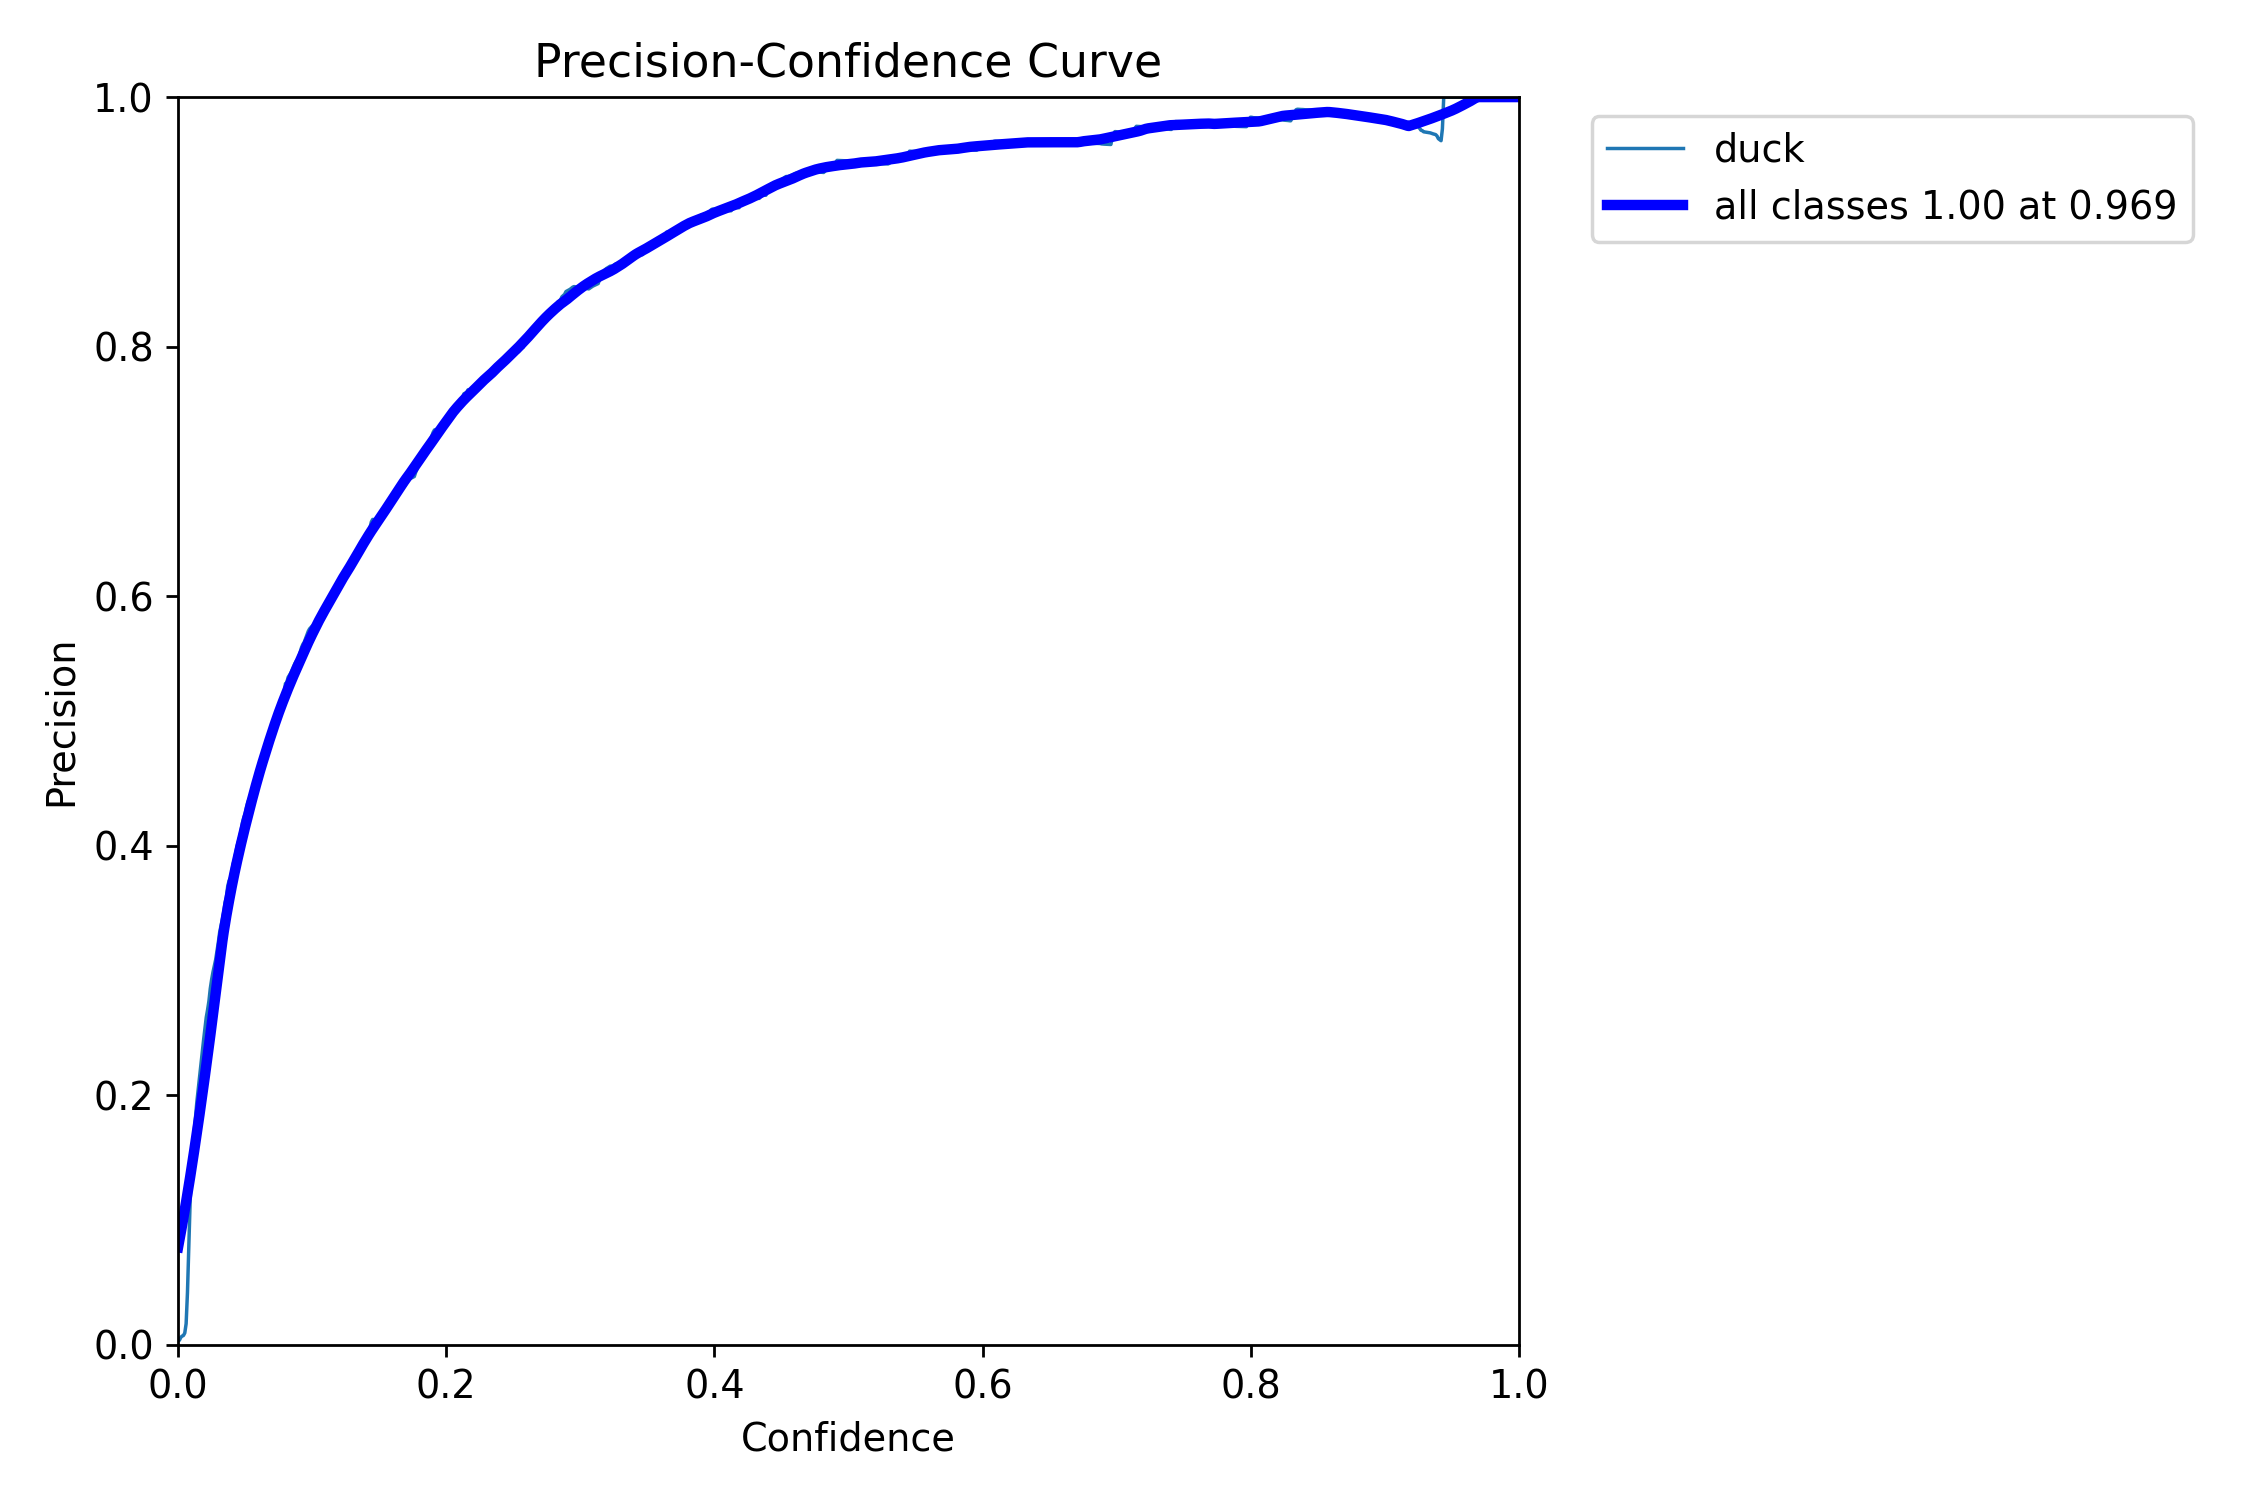 Precision-Confidence Curve
1.0
0.8
0.6
0.4
0.2
0.0
Precision
0.0 0.2 0.4 0.6 0.8 1.0
Confidence
duck
all classes 1.00 at 0.969